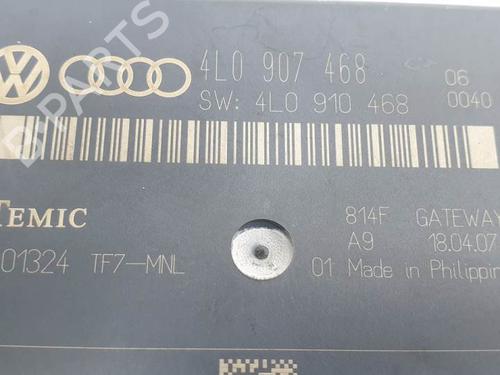 4L0 907 468 06
SW: 4L0 910 468 0040
TEMIC 814F GATEWAY
A9 18.04.07
01324 TF7-MNL 01 Made in Philippin
B-PARTS